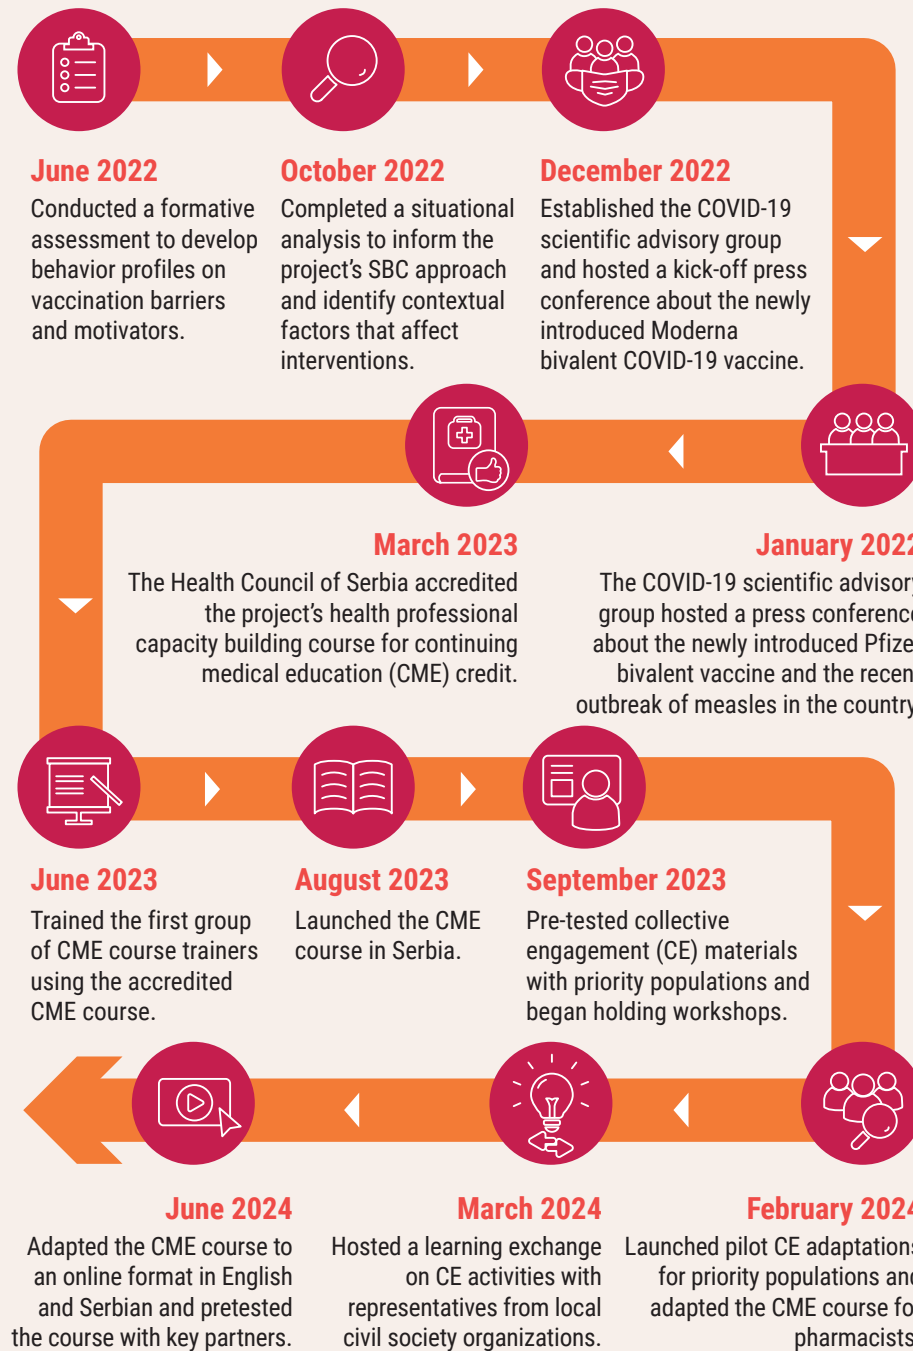 June 2022
Conducted a formative
assessment to develop
behavior profiles on
vaccination barriers
and motivators.
October 2022
Completed a situational
analysis to inform the
project's SBC approach
and identify contextual
factors that affect
interventions.
December 2022
Established the COVID-19
scientific advisory group
and hosted a kick-off press
conference about the newly
introduced Moderna
bivalent COVID-19 vaccine.
January 2022
The COVID-19 scientific advisory
group hosted a press conference
about the newly introduced Pfize
bivalent vaccine and the recen
outbreak of measles in the country
March 2023
The Health Council of Serbia accredited
the project's health professional
capacity building course for continuing
medical education (CME) credit.
June 2023
Trained the first group
of CME course trainers
using the accredited
CME course.
August 2023
Launched the CME
course in Serbia.
September 2023
Pre-tested collective
engagement (CE) materials
with priority populations and
began holding workshops.
February 2024
Launched pilot CE adaptations
for priority populations and
adapted the CME course fo
pharmacists
March 2024
Hosted a learning exchange
on CE activities with
representatives from local
civil society organizations.
June 2024
Adapted the CME course to
an online format in English
and Serbian and pretested
the course with key partners.